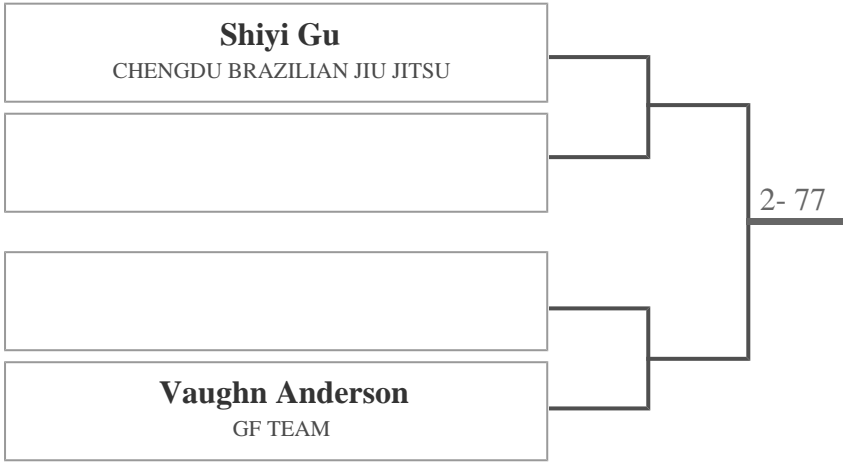 Shiyi Gu
CHENGDU BRAZILIAN JIU JITSU
2- 77
Vaughn Anderson
GF TEAM